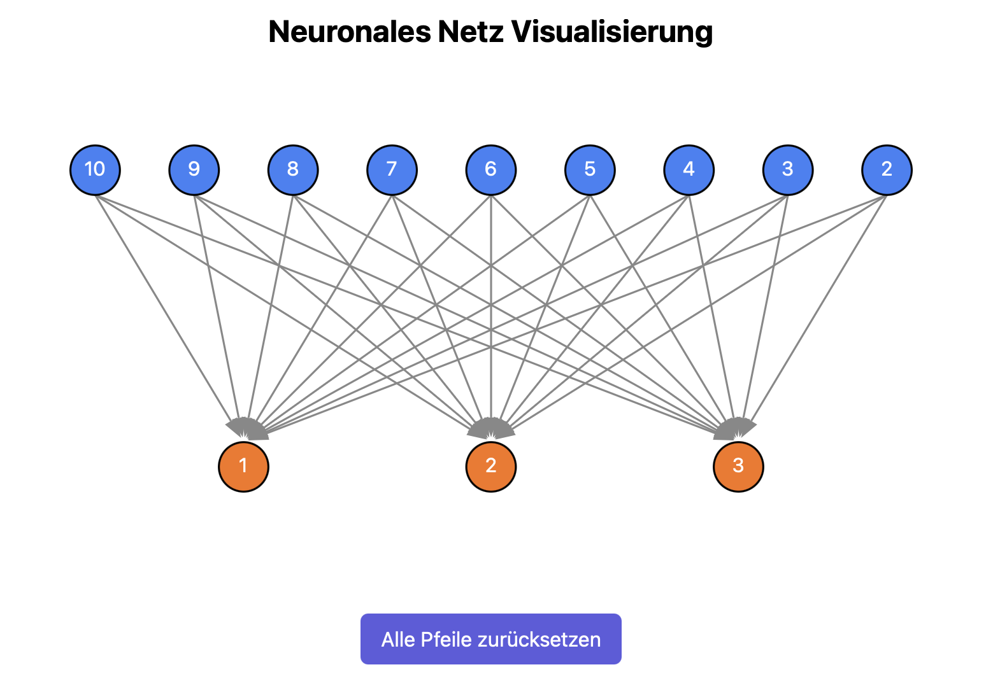 Neuronales Netz Visualisierung
10 9 8 7 6 5 4 3 2
1 2 3
Alle Pfeile zurücksetzen